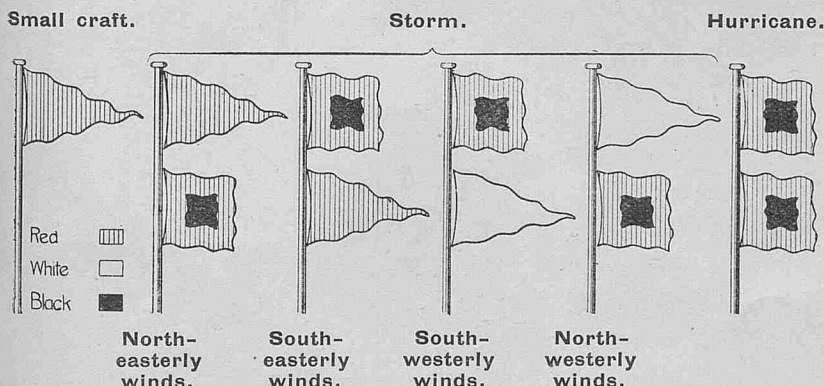 Small craft.
Storm.
Hurricane.
Red
White
Black
North-
easterly
winds.
South-
easterly
winds.
South-
westerly
winds.
North-
westerly
winds.